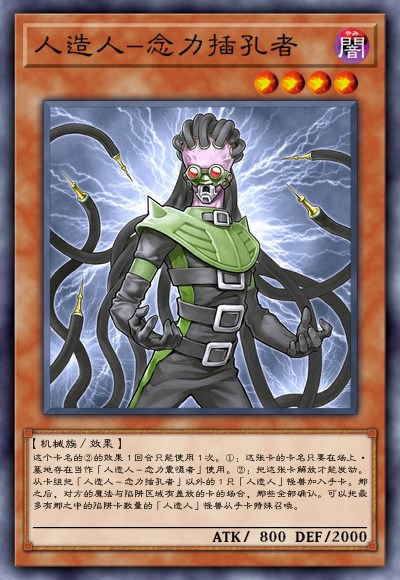 人造人-念力插孔者
やみ
闇
【机械族/效果】
这个卡名的②的效果1回合只能使用1次。①:这张卡的卡名只要在场上·
墓地存在当作「人造人-念力震慑者」使用。②:把这张卡解放才能发动。
从卡组把「人造人-念力插孔者」以外的1只「人造人」怪兽加入手卡。那
之后,对方的魔法与陷阱区域有盖放的卡的场合,那些全部确认。可以把最
多有那之中的陷阱卡数量的「人造人」怪兽从手卡特殊召唤。
ATK/ 800 DEF/2000